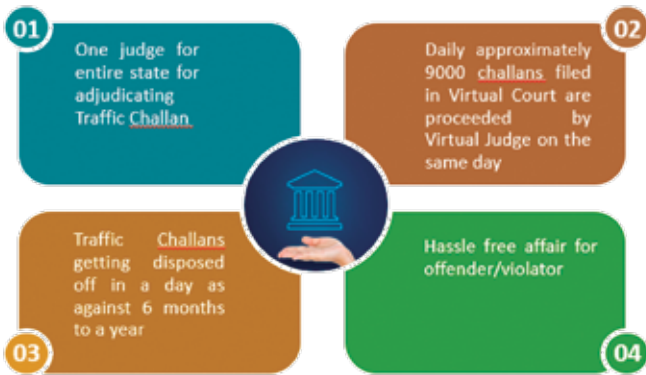 01
One judge for
entire state for
adjudicating
Traffic Challan
02
Daily approximately
9000 challans filed
in Virtual Court are
proceeded by
Virtual Judge on the
same day
Traffic Challans
getting disposed
off in a day as
against 6 months
to a year
03
Hassle free affair for
offender/violator
04